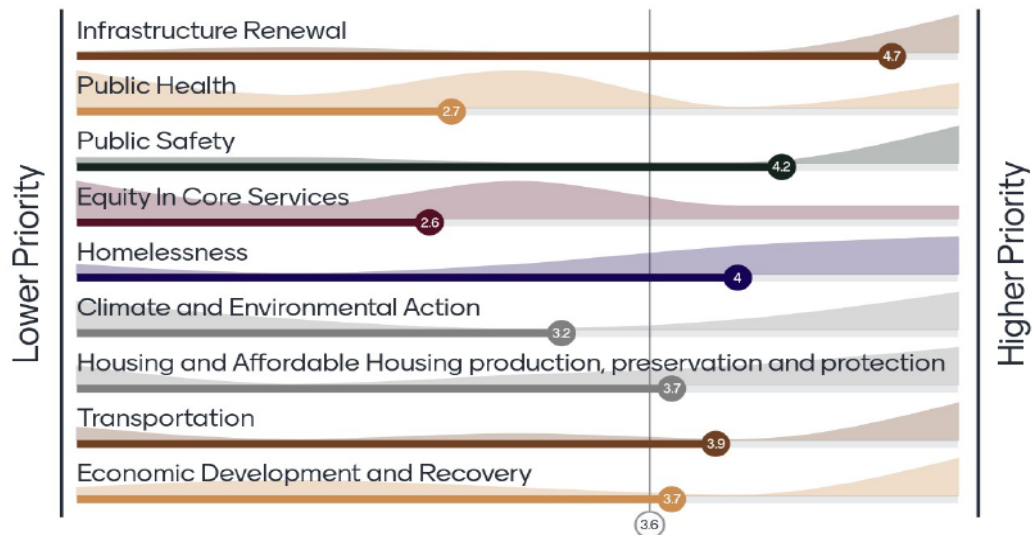 Infrastructure Renewal
4.7
Public Health
2.7
Public Safety
4.2
Equity In Core Services
2.6
Homelessness
4
Climate and Environmental Action
3.2
Housing and Affordable Housing production, preservation and protection
3.7
Transportation
3.9
Economic Development and Recovery
3.7
3.6
Lower Priority
Higher Priority